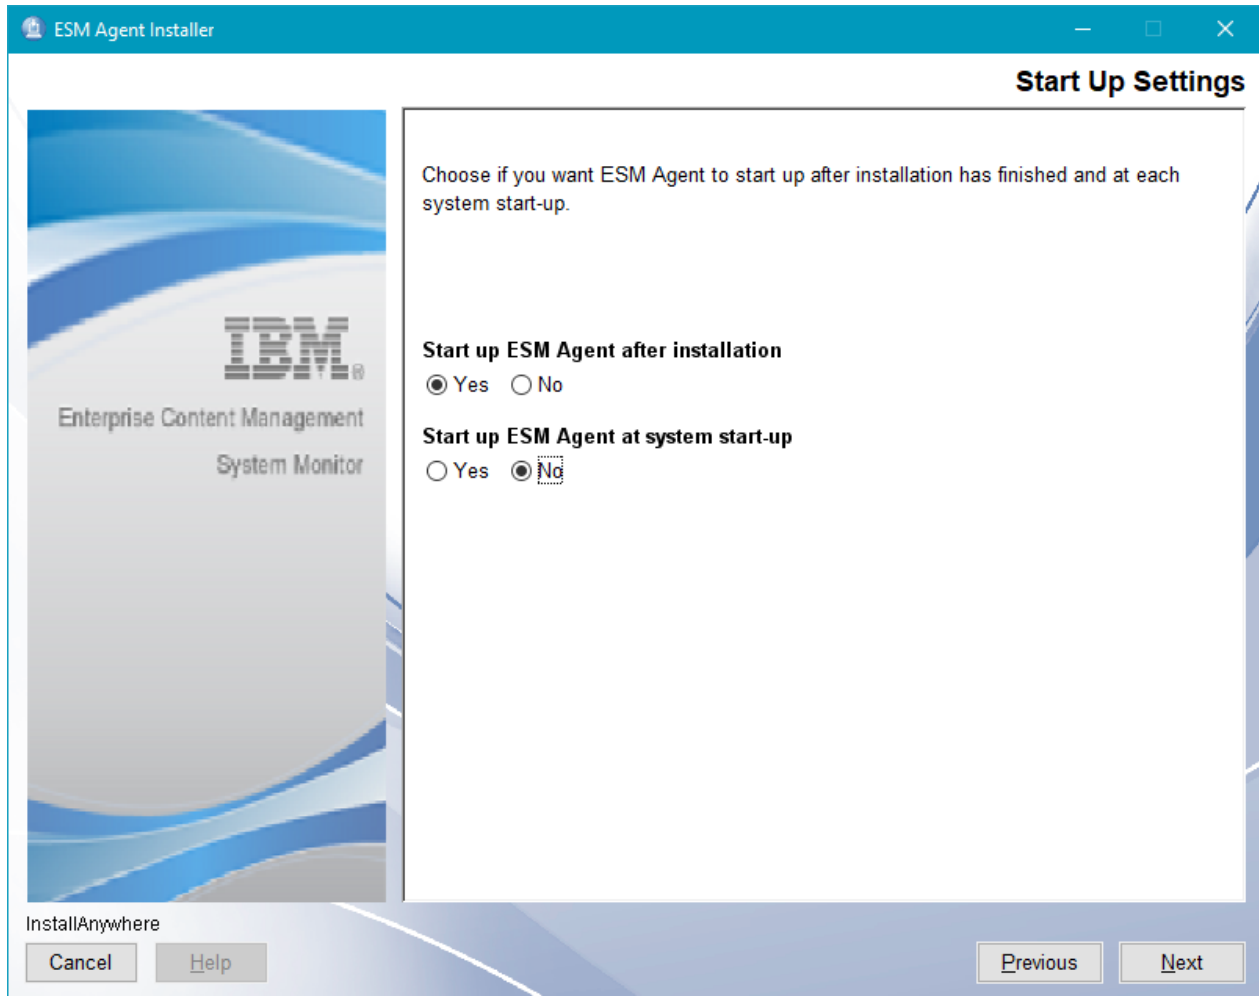 ESM Agent Installer
Start Up Settings
Choose if you want ESM Agent to start up after installation has finished and at each
system start-up.
IBM®
Enterprise Content Management
System Monitor
Start up ESM Agent after installation
Yes No
Start up ESM Agent at system start-up
Yes No
InstallAnywhere
Cancel Help Previous Next